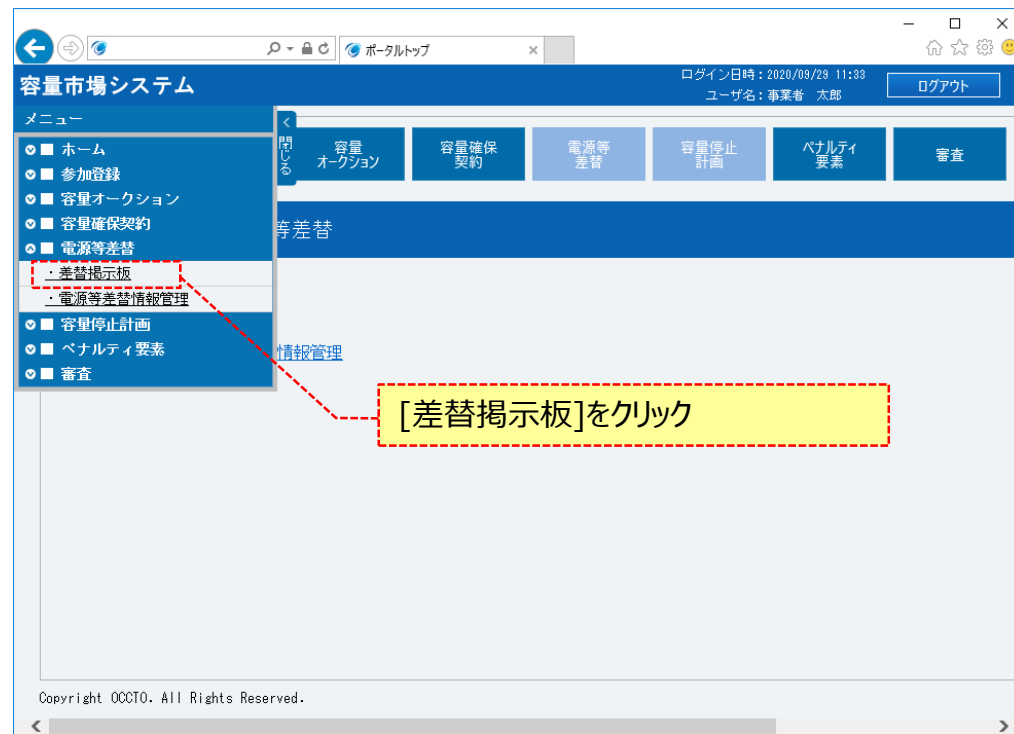 ポータルトップ
容量市場システム
ログイン日時：2020/09/29 11:33
ユーザ名：事業者 太郎
ログアウト
メニュー
閉じる
ホーム
参加登録
容量オークション
容量確保契約
電源等差替
・差替掲示板
・電源等差替情報管理
容量停止計画
ペナルティ要素
審査
容量
オークション
容量確保
契約
電源等
差替
容量停止
計画
ペナルティ
要素
審査
等差替
情報管理
[差替掲示板]をクリック
Copyright OCCTO. All Rights Reserved.